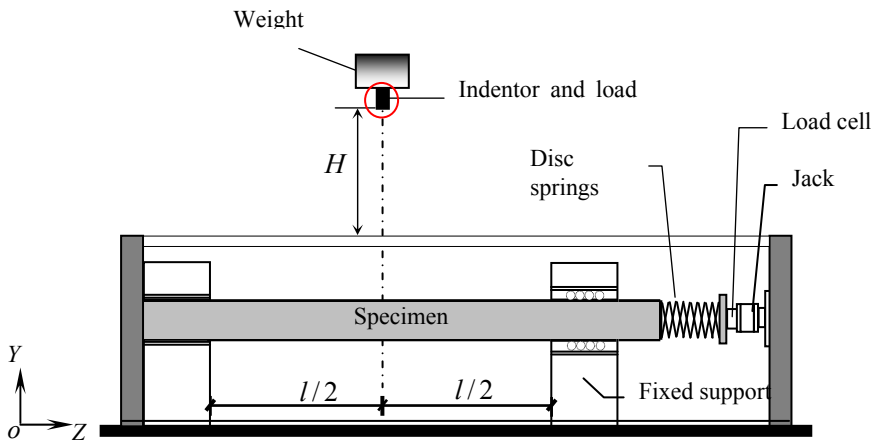 Weight
Indentor and load
Load cell
H
Disc
springs
Jack
Specimen
Y
l/2
l/2
Fixed support
o
Z